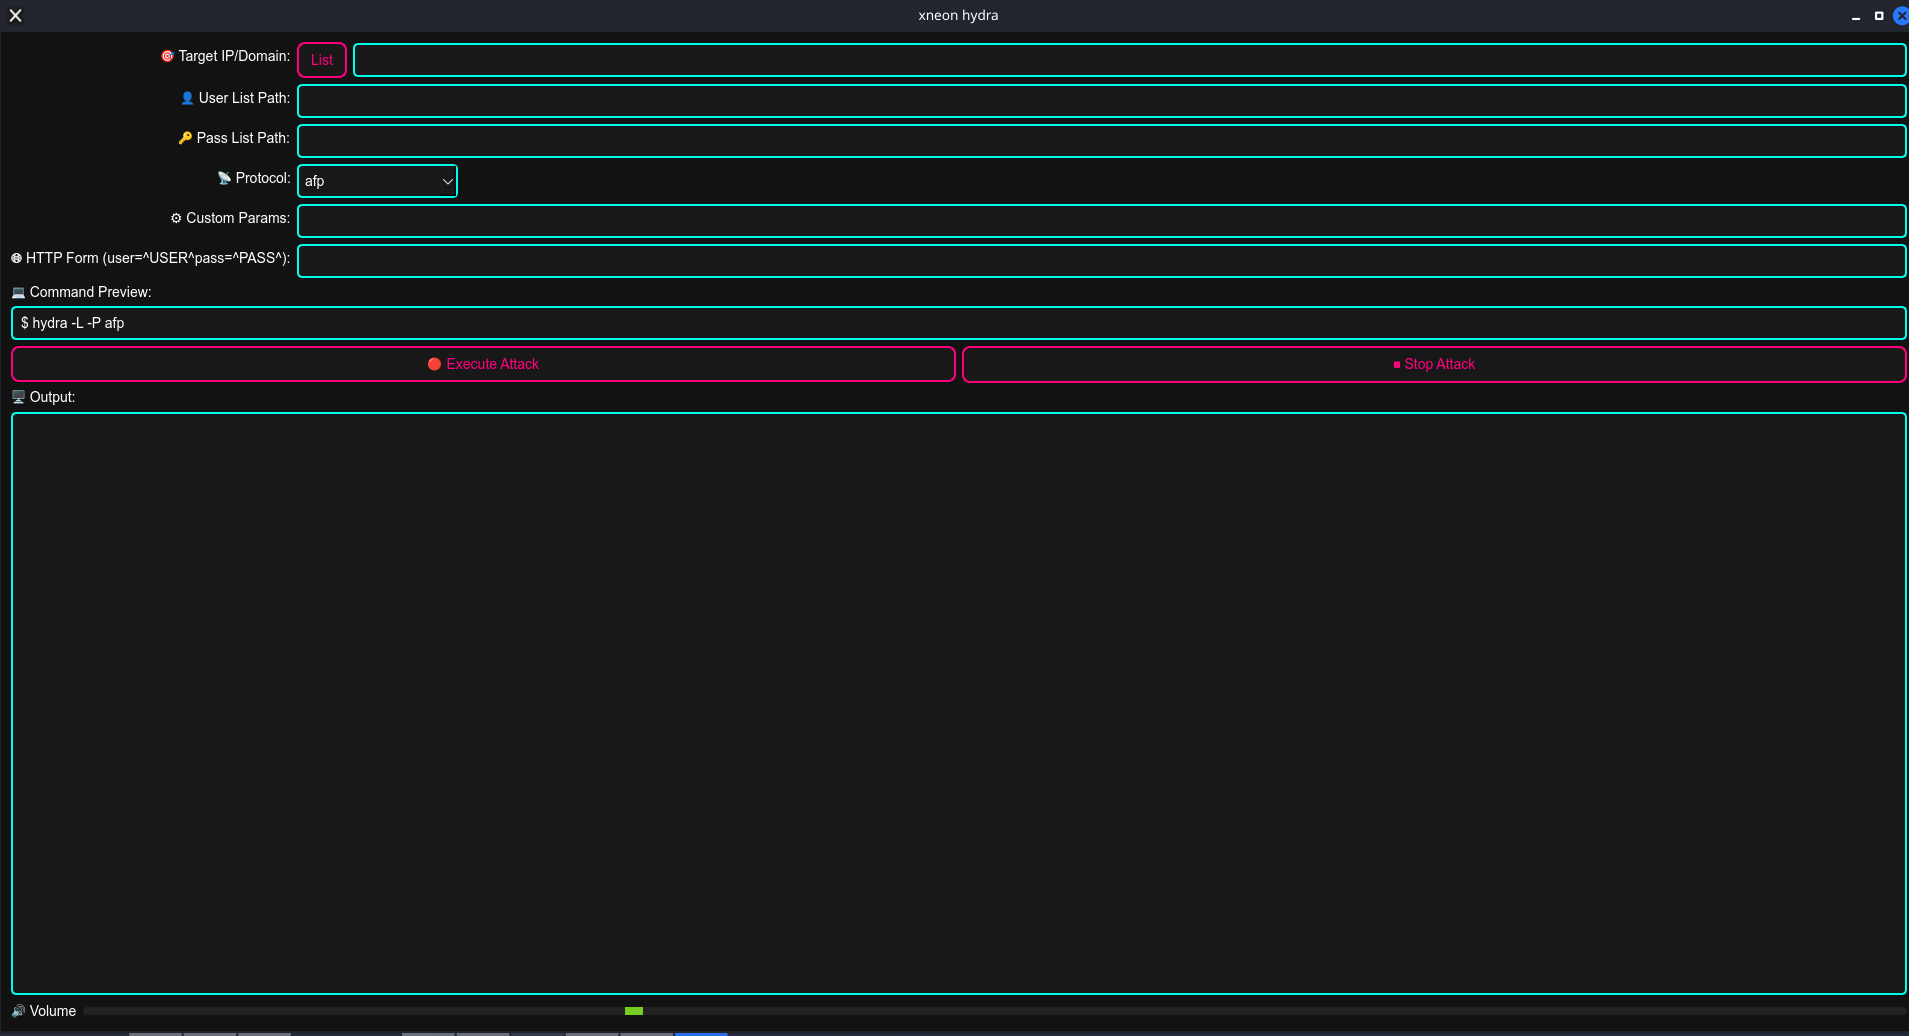 xneon hydra
🎯 Target IP/Domain: List
👤 User List Path:
🔑 Pass List Path:
📡 Protocol: afp
⚙ Custom Params:
🌐 HTTP Form (user=^USER^pass=^PASS^):
💻 Command Preview:
$ hydra -L -P afp
🔴 Execute Attack ■ Stop Attack
🖥️ Output:
🔊 Volume